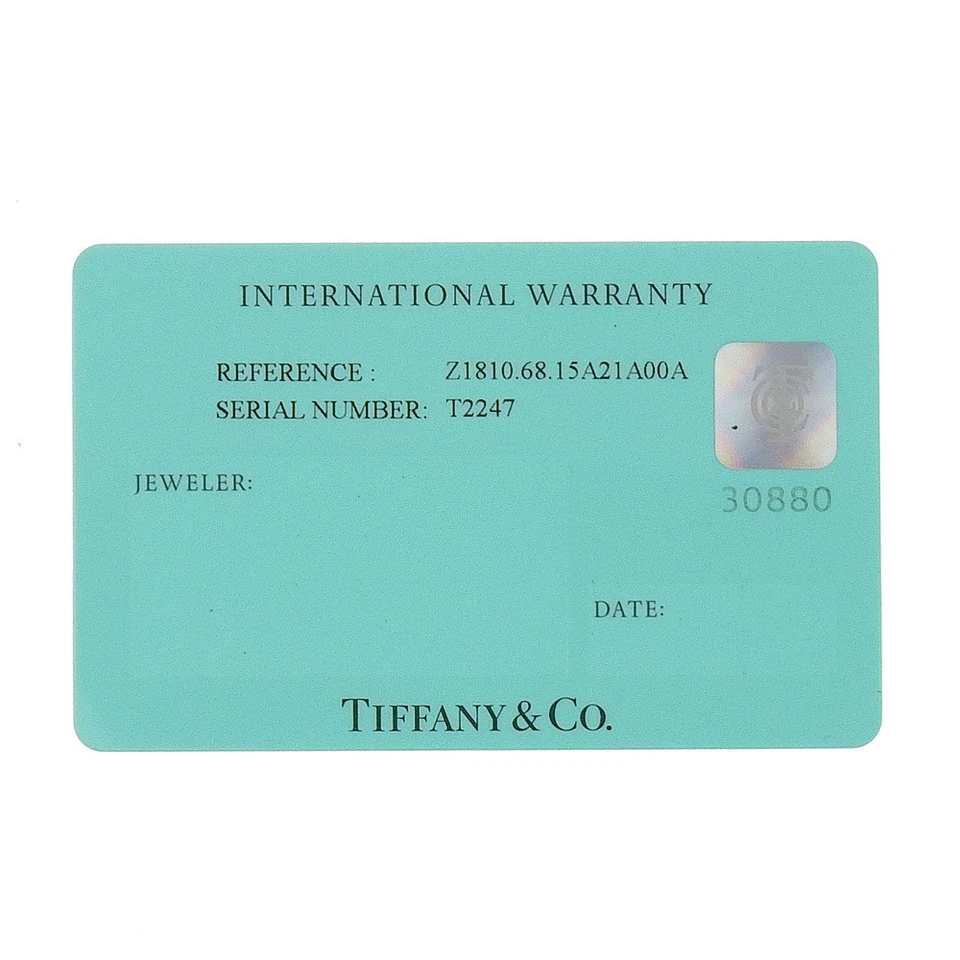 INTERNATIONAL WARRANTY
REFERENCE : Z1810.68.15A21A00A
SERIAL NUMBER: T2247
JEWELER:
30880
DATE:
TIFFANY & CO.